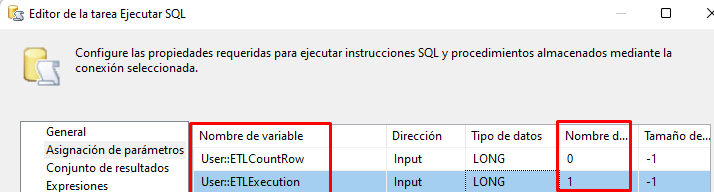 Editor de la tarea Ejecutar SQL
Configure las propiedades requeridas para ejecutar instrucciones SQL y procedimientos almacenados mediante la
conexión seleccionada.
General
Asignación de parámetros
Conjunto de resultados
Expresiones
Nombre de variable Dirección Tipo de datos Nombre d... Tamaño de...
User::ETLCountRow Input LONG 0 -1
User::ETLExecution Input LONG 1 -1